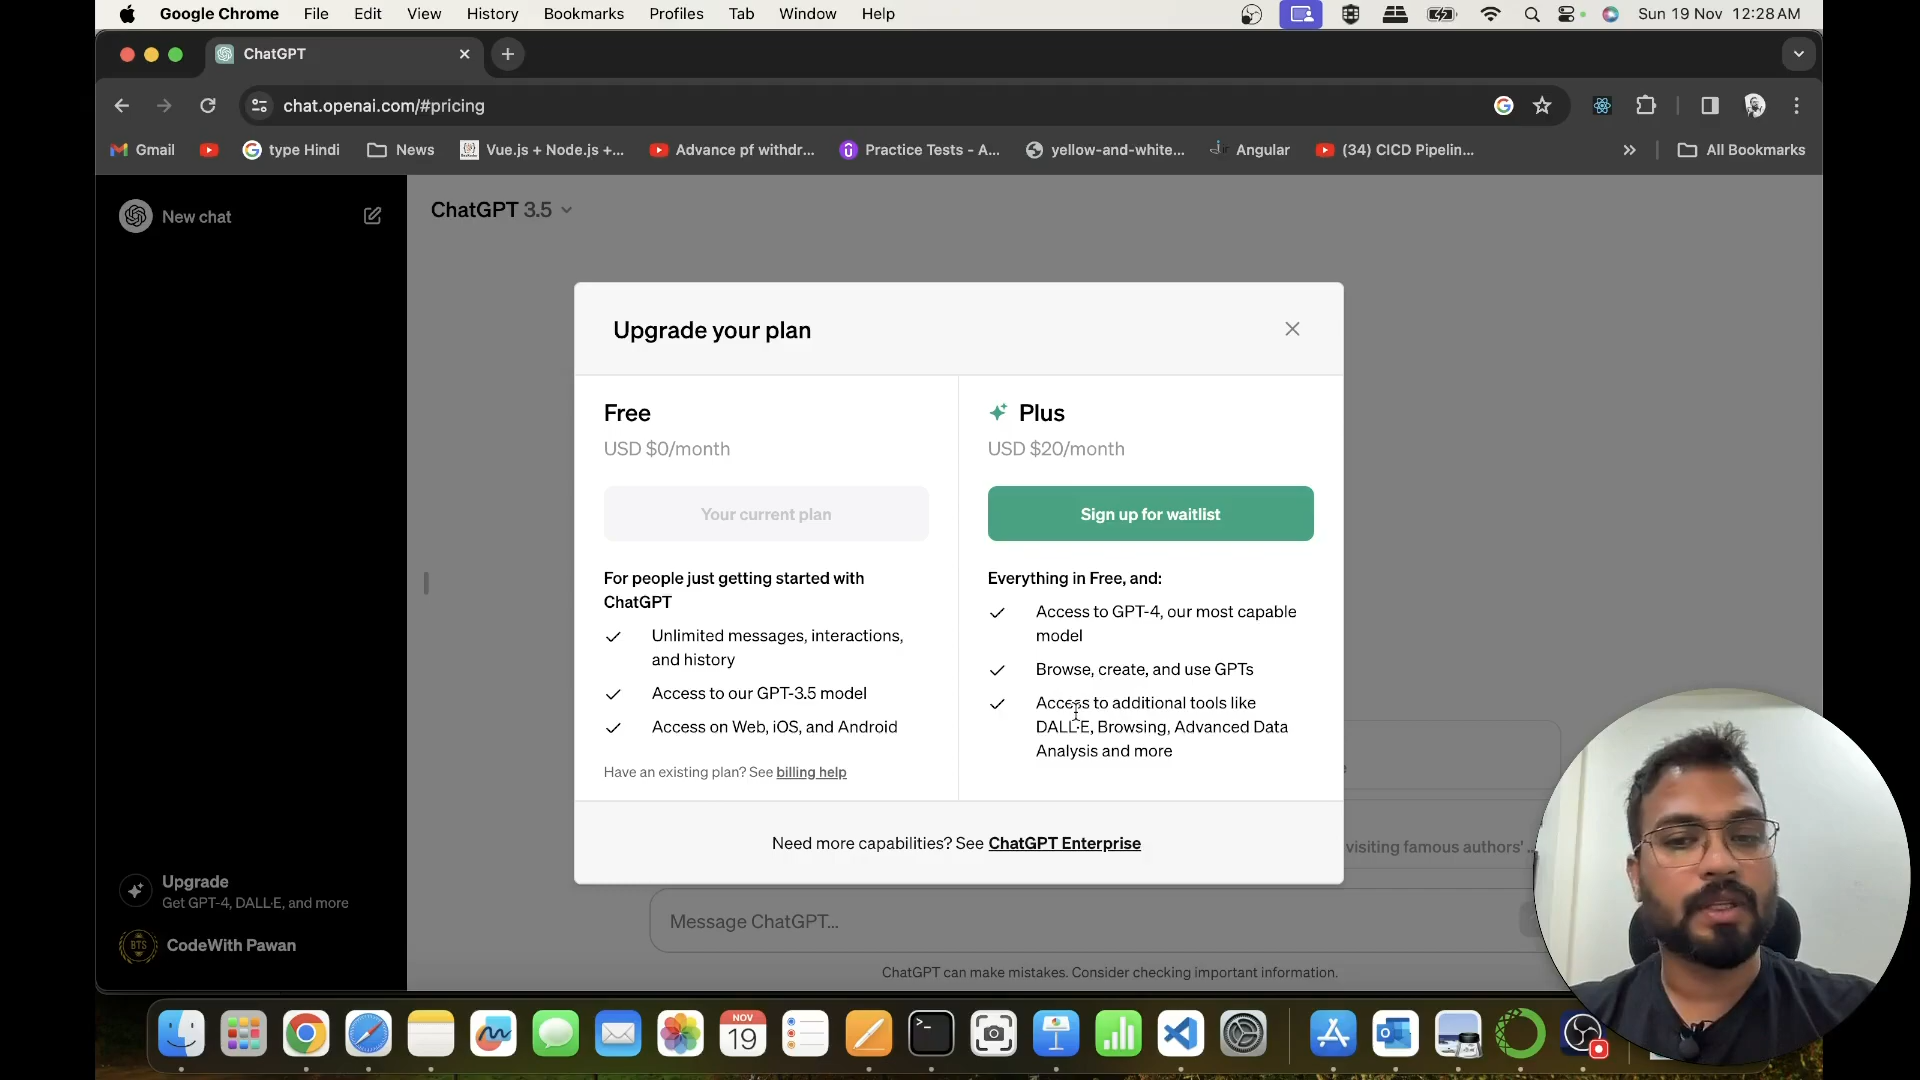 Google Chrome File Edit View History Bookmarks Profiles Tab Window Help Sun 19 Nov 12:28 AM
ChatGPT
chat.openai.com/#pricing
Gmail type Hindi News Vue.js + Node.js +... Advance pf withdr... Practice Tests - A... yellow-and-white... Angular (34) CICD Pipelin... All Bookmarks
New chat
ChatGPT 3.5
Upgrade your plan
Free
USD $0/month
Your current plan
For people just getting started with
ChatGPT
Unlimited messages, interactions,
and history
Access to our GPT-3.5 model
Access on Web, iOS, and Android
Have an existing plan? See billing help
Plus
USD $20/month
Sign up for waitlist
Everything in Free, and:
Access to GPT-4, our most capable
model
Browse, create, and use GPTs
Access to additional tools like
DALL·E, Browsing, Advanced Data
Analysis and more
Need more capabilities? See ChatGPT Enterprise
visiting famous authors'
Upgrade
Get GPT-4, DALL·E, and more
BTS
CodeWith Pawan
Message ChatGPT...
ChatGPT can make mistakes. Consider checking important information.
NOV
19